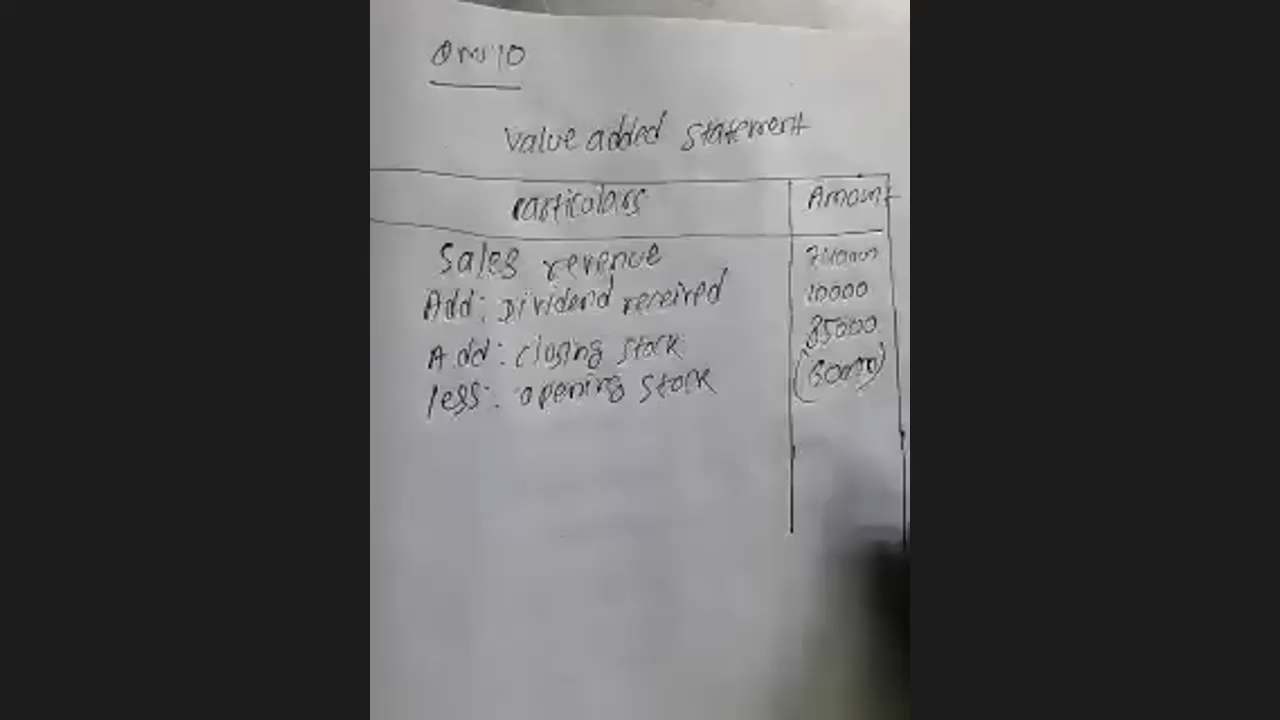 Value added statement
Particulars Amount
Sales revenue
Add: Dividend received 10000
Add: closing stock 85000
less: opening stock